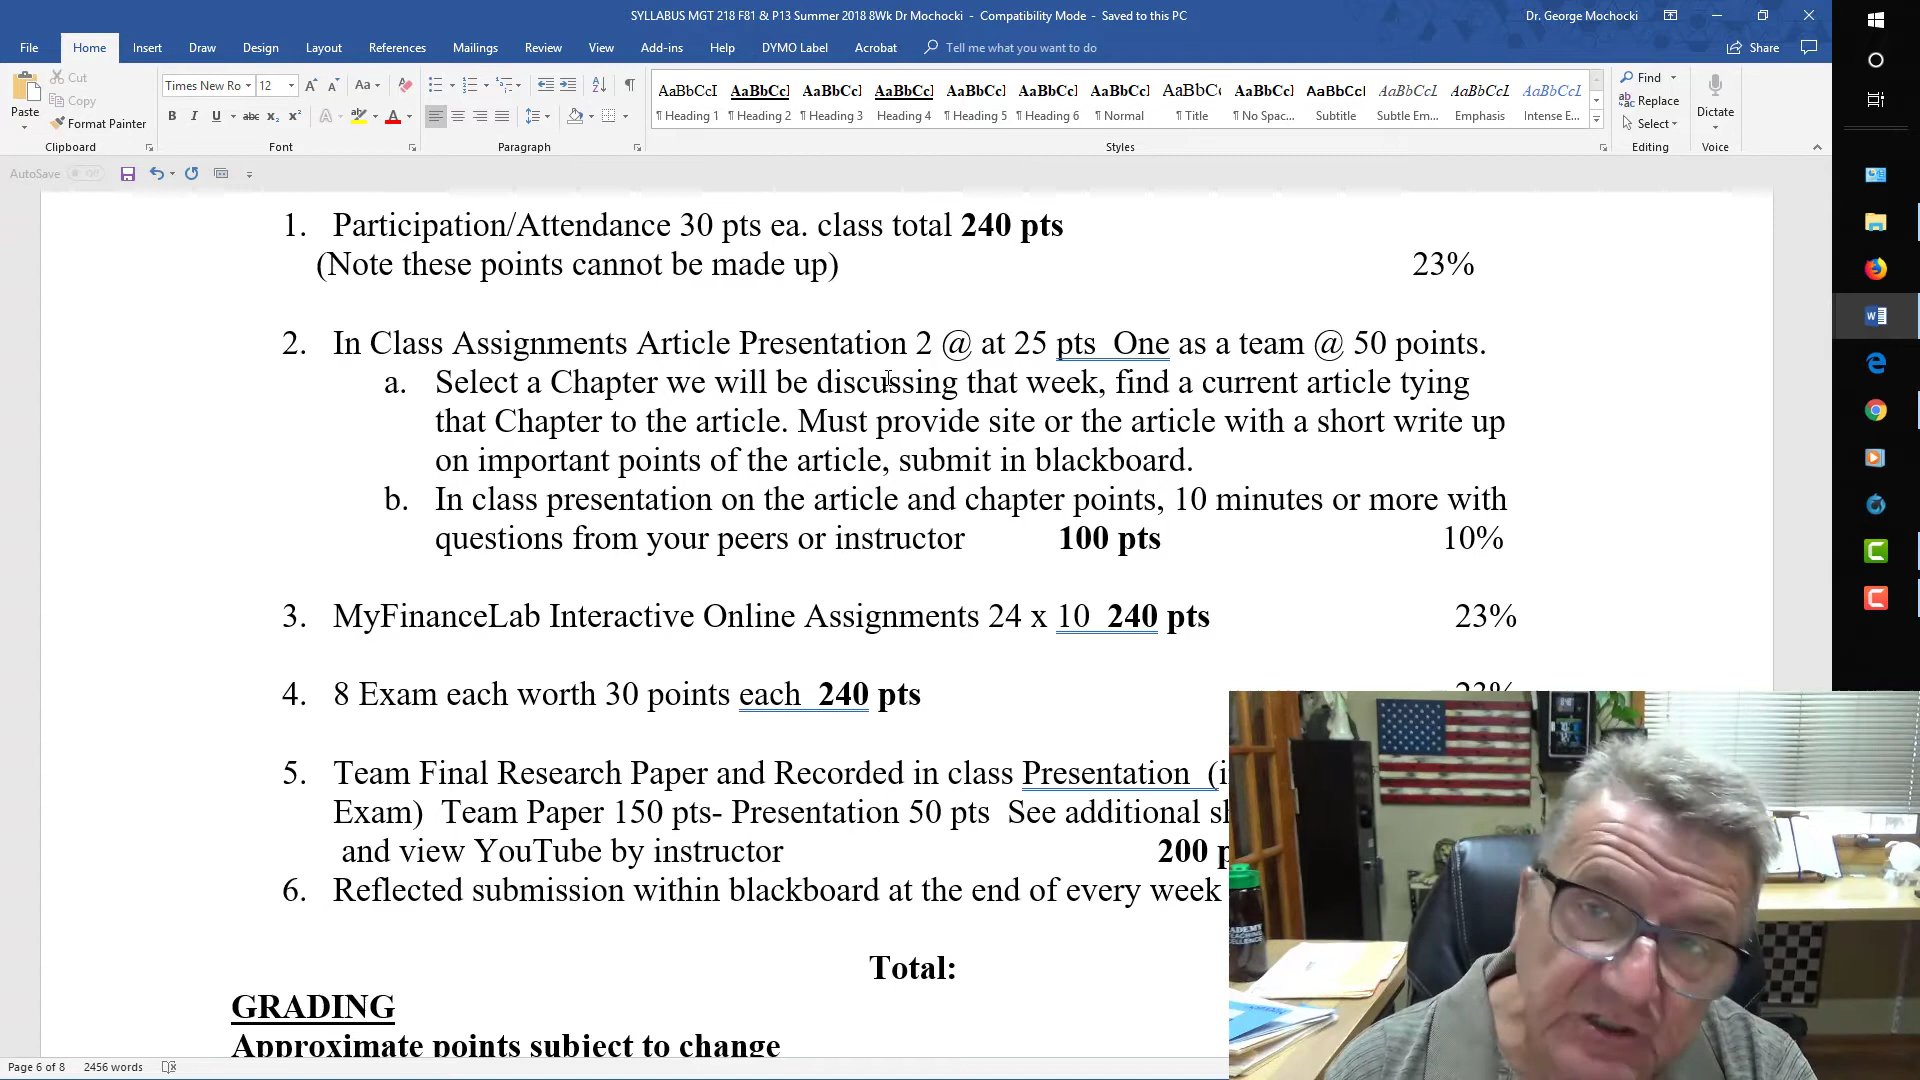 SYLLABUS MGT 218 F81 & P13 Summer 2018 8Wk Dr Mochocki - Compatibility Mode - Saved to this PC
Dr. George Mochocki
File Home Insert Draw Design Layout References Mailings Review View Add-ins Help DYMO Label Acrobat Tell me what you want to do Share
Paste Cut
Copy
Format Painter
Times New Ro 12
AaBbCcI AaBbCcI AaBbCcI AaBbCcI AaBbCcI AaBbCcI AaBbCcI AaBbC AaBbCcI AaBbCcI AaBbCcI AaBbCcI AaBbCcI
¶ Heading 1 ¶ Heading 2 ¶ Heading 3 Heading 4 ¶ Heading 5 ¶ Heading 6 ¶ Normal ¶ Title ¶ No Spac... Subtitle Subtle Em... Emphasis Intense E...
Find
Replace
Select
Dictate
Clipboard Font Paragraph Styles Editing Voice
AutoSave Off
1. Participation/Attendance 30 pts ea. class total 240 pts
(Note these points cannot be made up) 23%
2. In Class Assignments Article Presentation 2 @ at 25 pts One as a team @ 50 points.
a. Select a Chapter we will be discussing that week, find a current article tying
that Chapter to the article. Must provide site or the article with a short write up
on important points of the article, submit in blackboard.
b. In class presentation on the article and chapter points, 10 minutes or more with
questions from your peers or instructor 100 pts 10%
3. MyFinanceLab Interactive Online Assignments 24 x 10 240 pts 23%
4. 8 Exam each worth 30 points each 240 pts 23%
5. Team Final Research Paper and Recorded in class Presentation (i
Exam) Team Paper 150 pts- Presentation 50 pts See additional sh
and view YouTube by instructor 200 p
6. Reflected submission within blackboard at the end of every week
Total:
GRADING
Approximate points subject to change
Page 6 of 8 2456 words